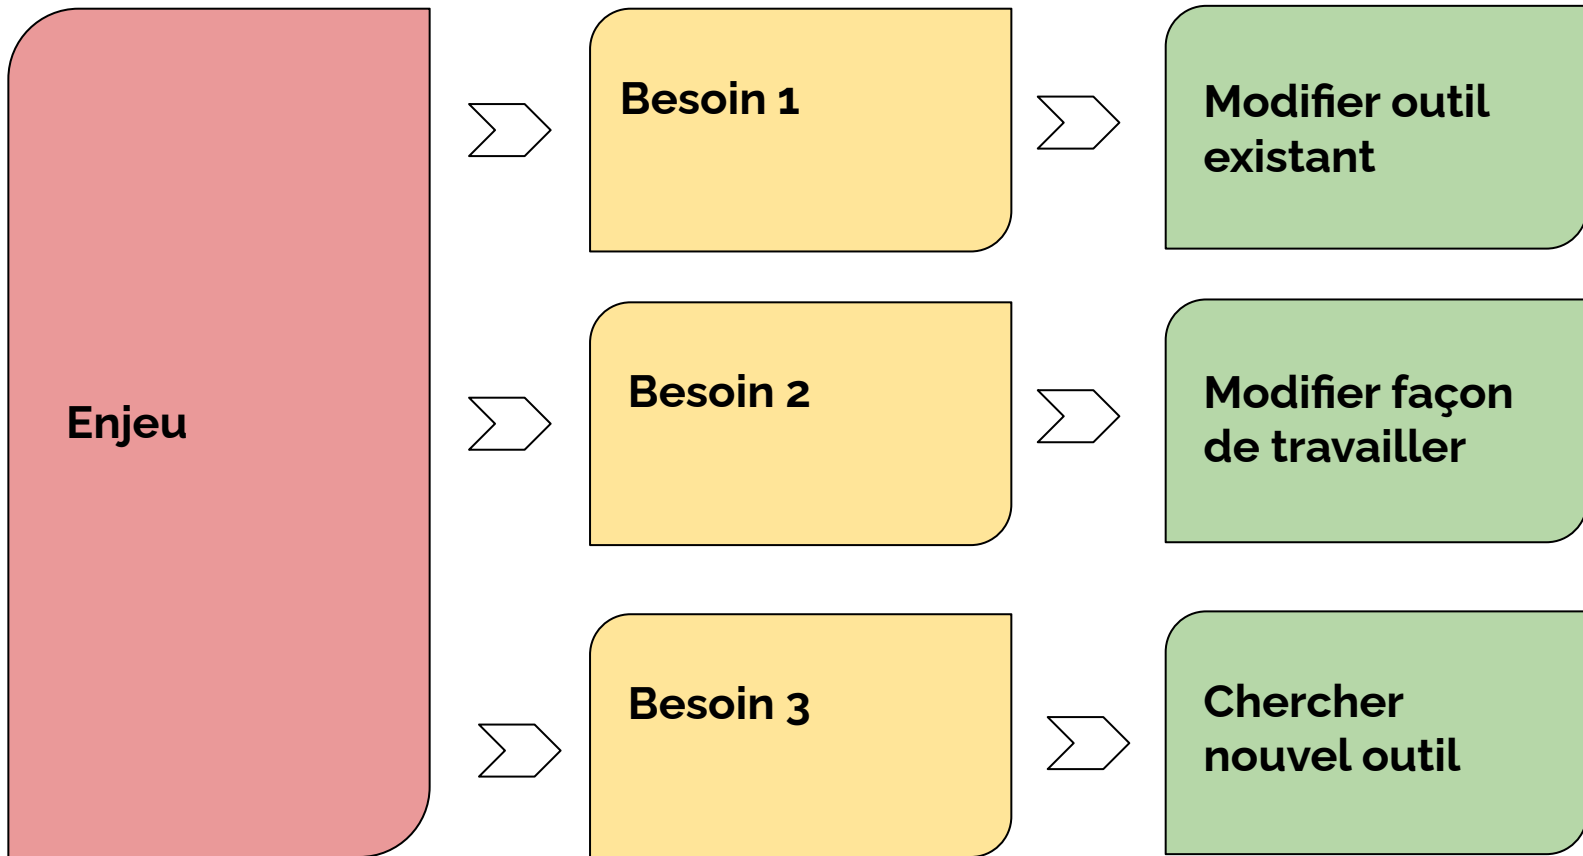 Enjeu
Besoin 1
Modifier outil
existant
Besoin 2
Modifier façon
de travailler
Besoin 3
Chercher
nouvel outil